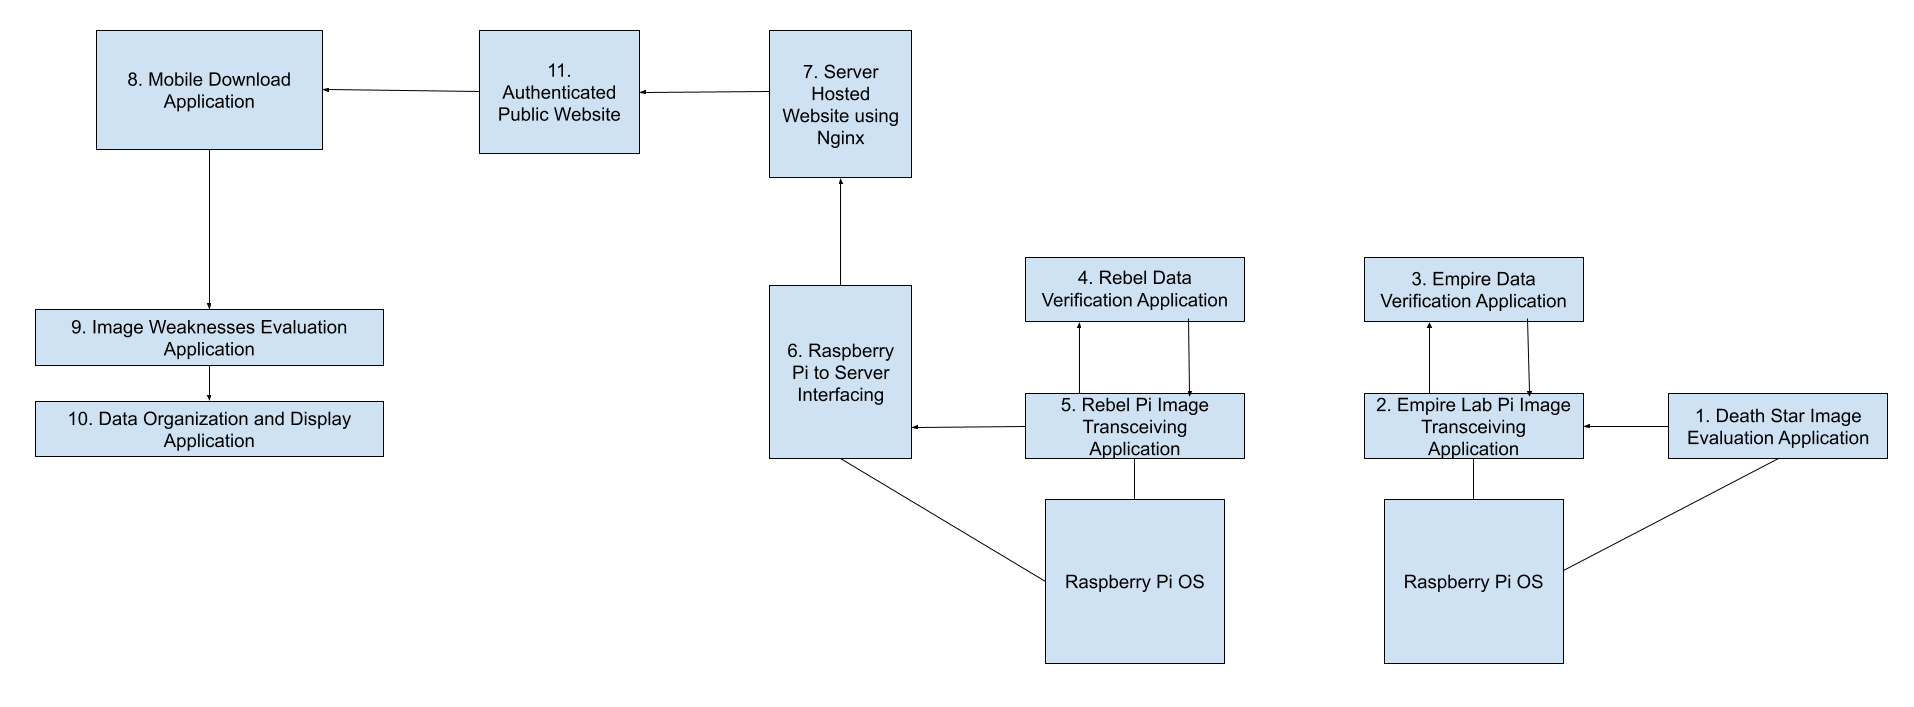 8. Mobile Download
Application
11.
Authenticated
Public Website
7. Server
Hosted
Website using
Nginx
9. Image Weaknesses Evaluation
Application
10. Data Organization and Display
Application
6. Raspberry
Pi to Server
Interfacing
4. Rebel Data
Verification Application
5. Rebel Pi Image
Transceiving
Application
Raspberry Pi OS
3. Empire Data
Verification Application
2. Empire Lab Pi Image
Transceiving
Application
Raspberry Pi OS
1. Death Star Image
Evaluation Application